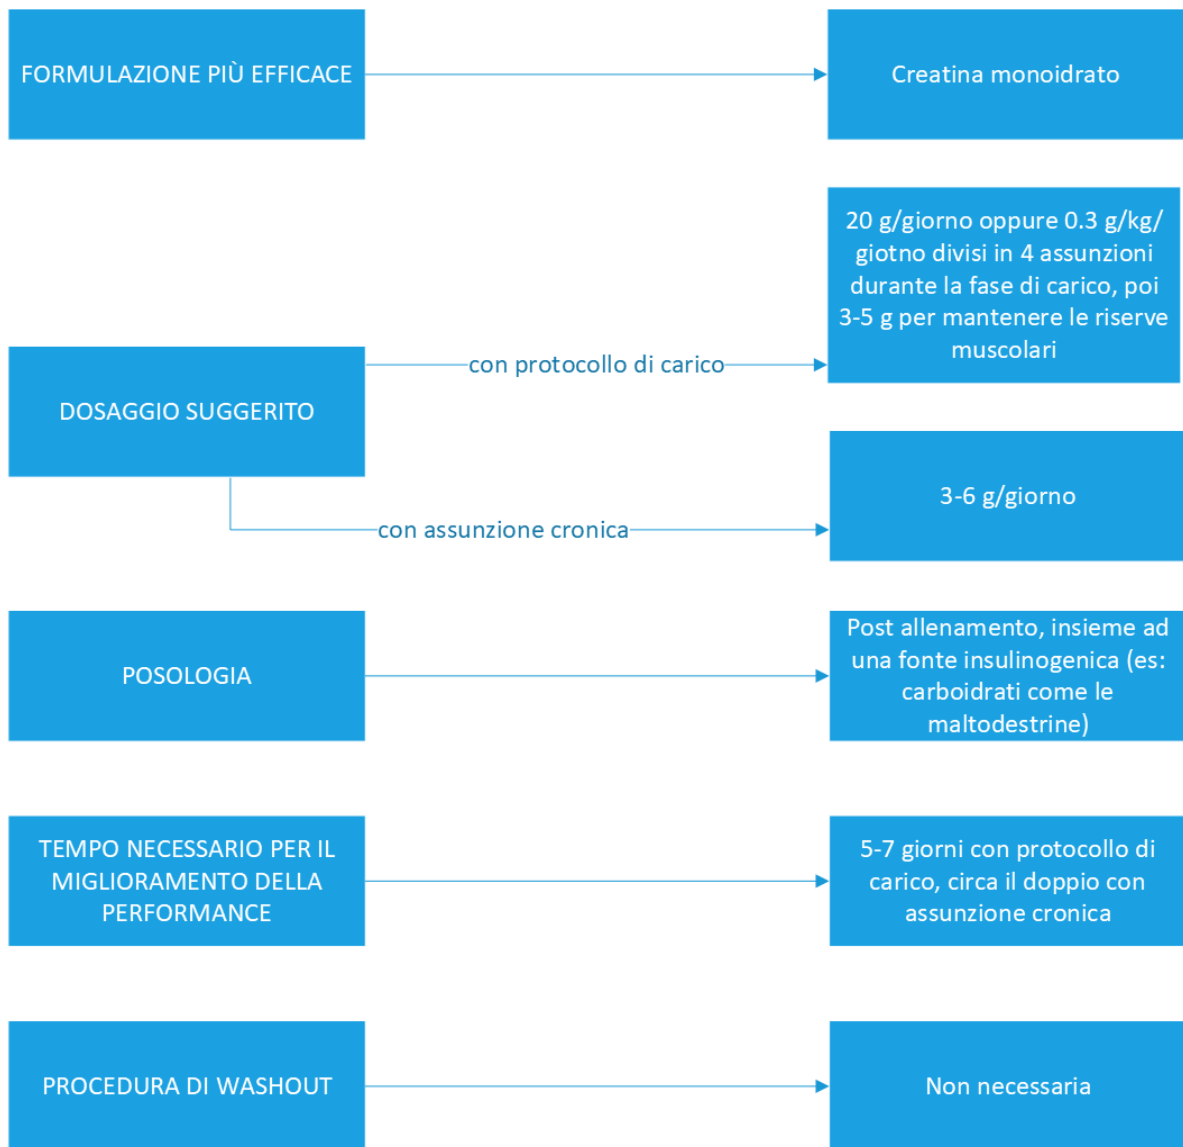 FORMULAZIONE PIÙ EFFICACE
Creatina monoidrato
DOSAGGIO SUGGERITO
con protocollo di carico
20 g/giorno oppure 0.3 g/kg/
giotno divisi in 4 assunzioni
durante la fase di carico, poi
3-5 g per mantenere le riserve
muscolari
con assunzione cronica
3-6 g/giorno
POSOLOGIA
Post allenamento, insieme ad
una fonte insulinogenica (es:
carboidrati come le
maltodestrine)
TEMPO NECESSARIO PER IL
MIGLIORAMENTO DELLA
PERFORMANCE
5-7 giorni con protocollo di
carico, circa il doppio con
assunzione cronica
PROCEDURA DI WASHOUT
Non necessaria